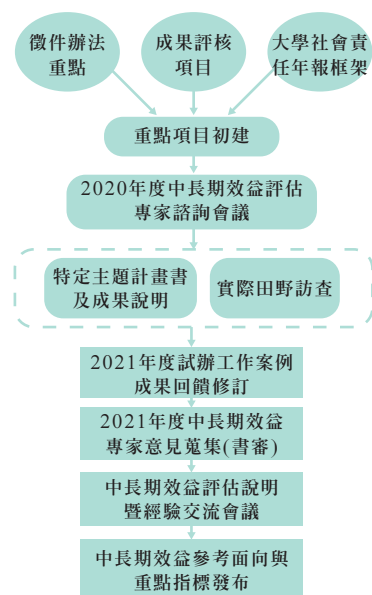 徵件辦法
重點
成果評核
項目
大學社會責
任年報框架
重點項目初建
2020年度中長期效益評估
專家諮詢會議
特定主題計畫書
及成果說明
實際田野訪查
2021年度試辦工作案例
成果回饋修訂
2021年度中長期效益
專家意見蒐集(書審)
中長期效益評估說明
暨經驗交流會議
中長期效益參考面向與
重點指標發布